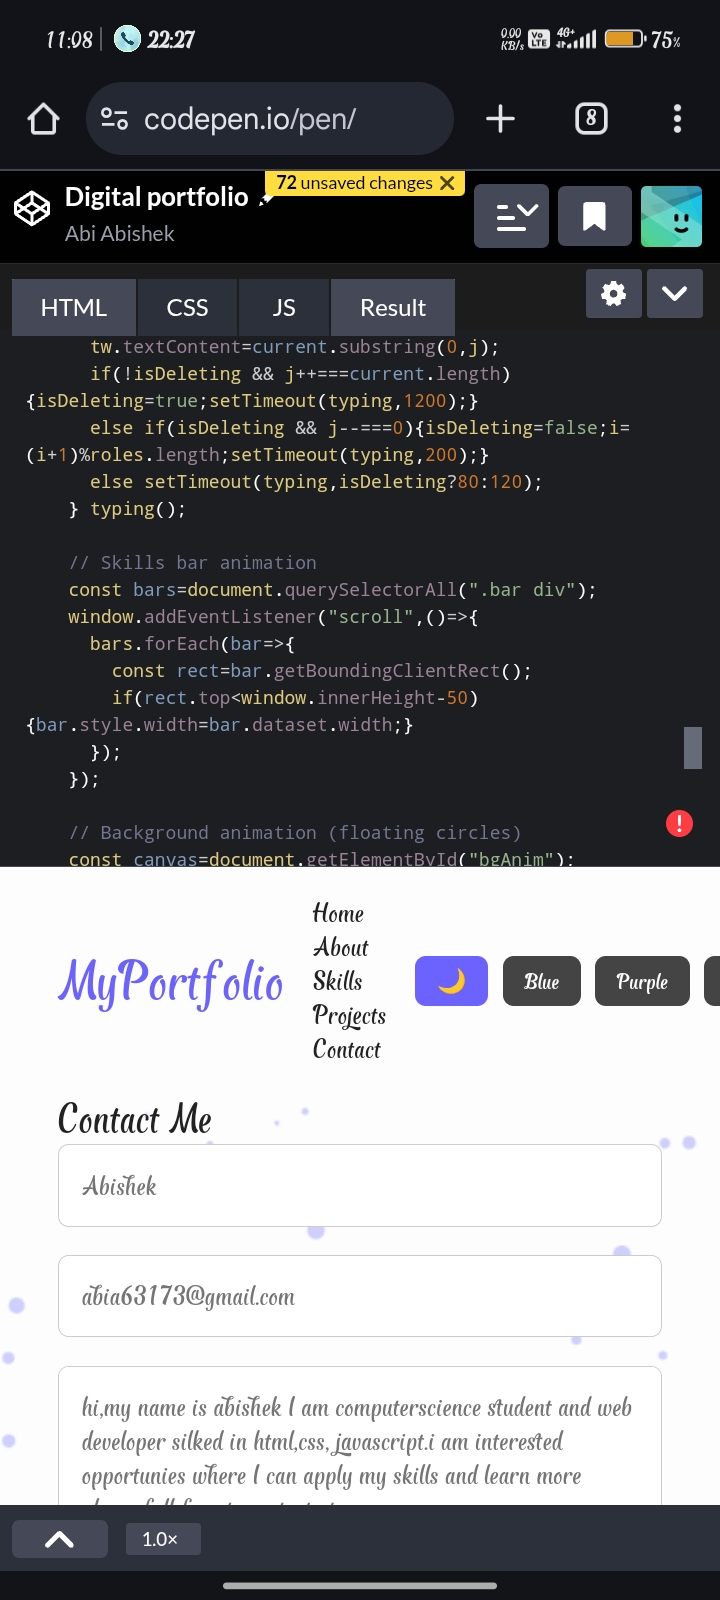 11:08 22:27 0.00 KB/s Vo LTE 4G+ 75%
codepen.io/pen/ 8
72 unsaved changes
Digital portfolio
Abi Abishek
HTML CSS JS Result
tw.textContent=current.substring(0,j);
if(!isDeleting && j++===current.length)
{isDeleting=true;setTimeout(typing,1200);}
else if(isDeleting && j--===0){isDeleting=false;i=
(i+1)%roles.length;setTimeout(typing,200);}
else setTimeout(typing,isDeleting?80:120);
} typing();
// Skills bar animation
const bars=document.querySelectorAll(".bar div");
window.addEventListener("scroll",()=>{
bars.forEach(bar=>{
const rect=bar.getBoundingClientRect();
if(rect.top<window.innerHeight-50)
{bar.style.width=bar.dataset.width;}
});
});
// Background animation (floating circles)
const canvas=document.getElementById("bgAnim");
MyPortfolio
Home
About
Skills
Projects
Contact
Blue
Purple
Contact Me
Abishek
abia63173@gmail.com
hi,my name is abishek I am computerscience student and web
developer silked in html,css,javascript.i am interested
opportunies where I can apply my skills and learn more
1.0×